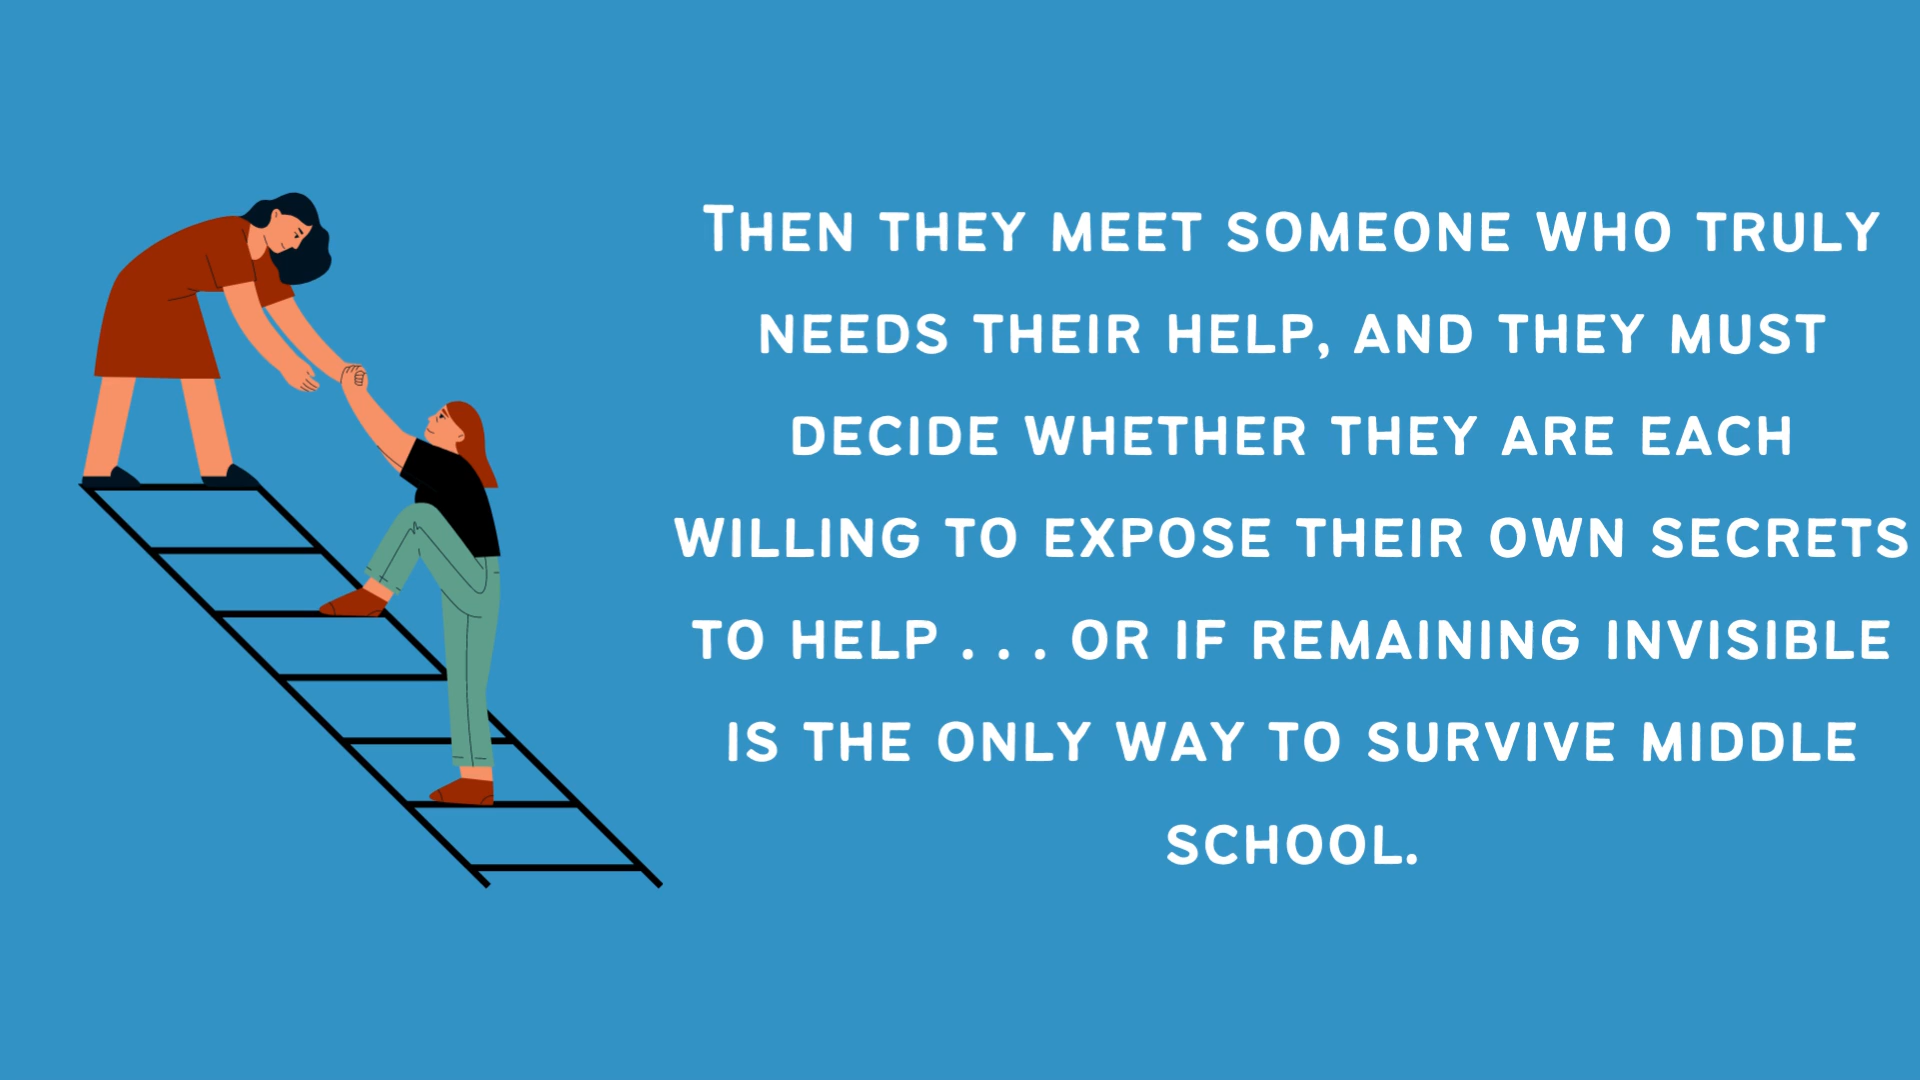 Then they meet someone who truly
needs their help, and they must
decide whether they are each
willing to expose their own secrets
to help . . . or if remaining invisible
is the only way to survive middle
school.